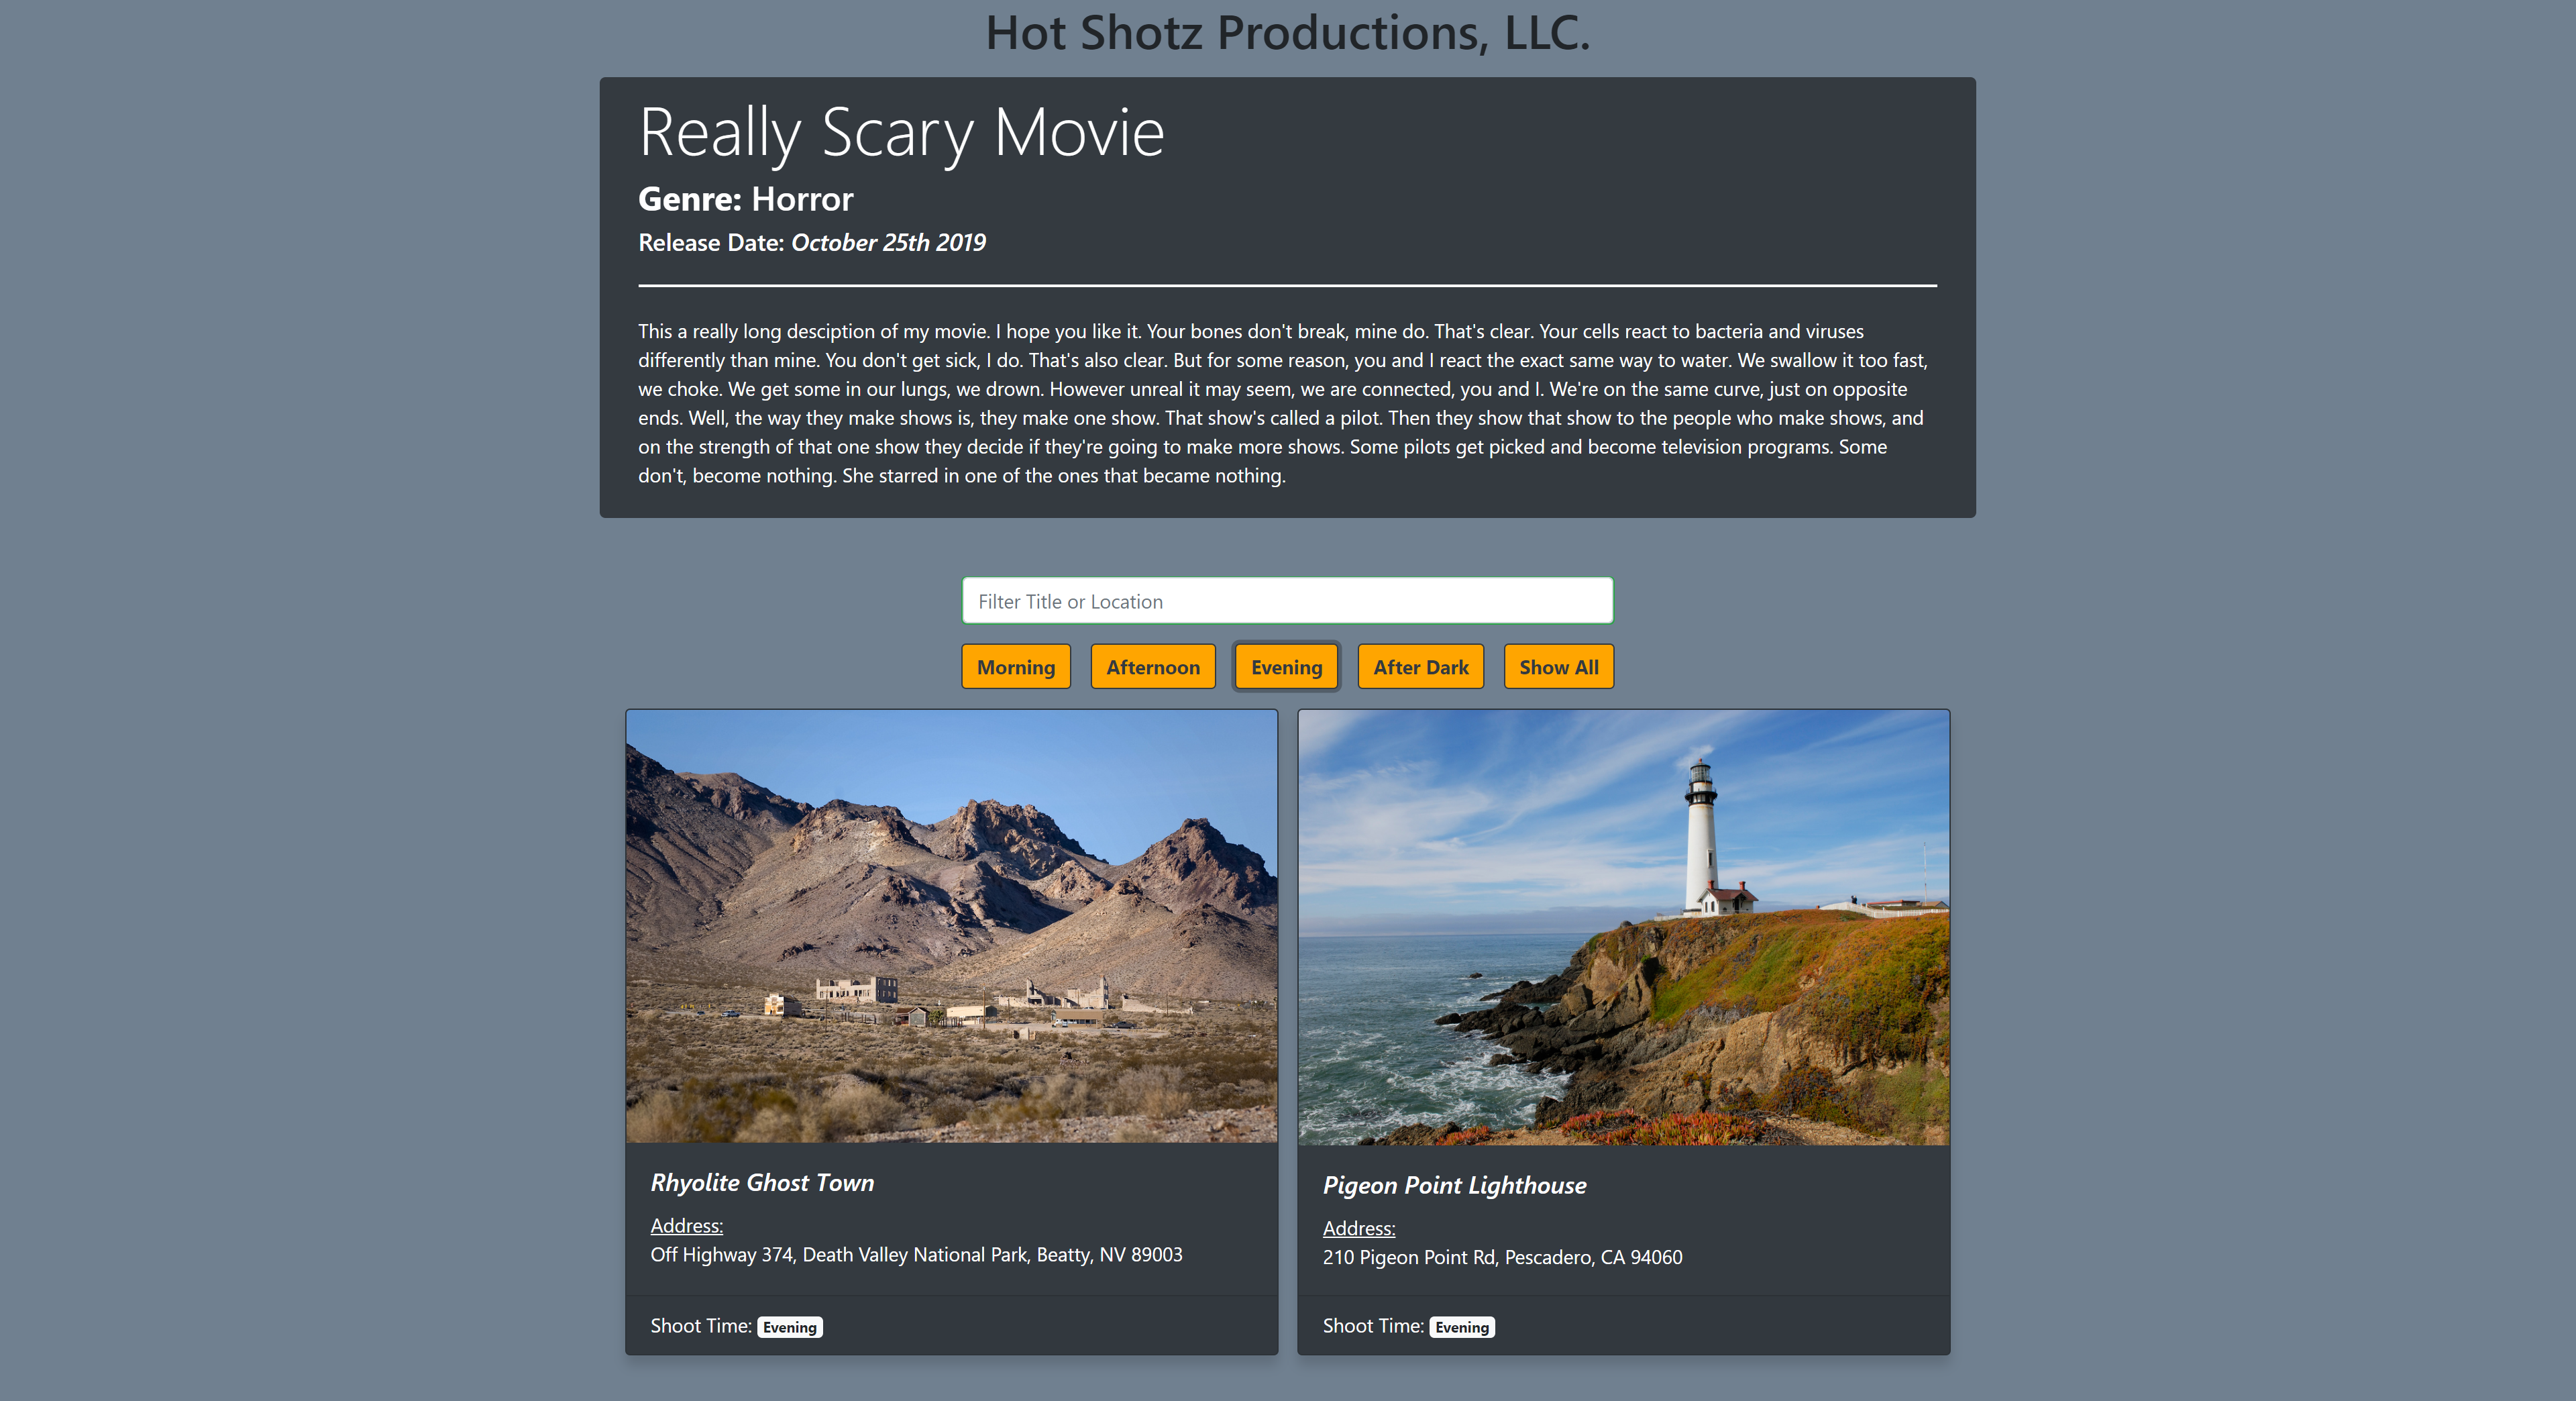 Hot Shotz Productions, LLC.
Really Scary Movie
Genre: Horror
Release Date: October 25th 2019
This a really long desciption of my movie. I hope you like it. Your bones don't break, mine do. That's clear. Your cells react to bacteria and viruses
differently than mine. You don't get sick, I do. That's also clear. But for some reason, you and I react the exact same way to water. We swallow it too fast,
we choke. We get some in our lungs, we drown. However unreal it may seem, we are connected, you and I. We're on the same curve, just on opposite
ends. Well, the way they make shows is, they make one show. That show's called a pilot. Then they show that show to the people who make shows, and
on the strength of that one show they decide if they're going to make more shows. Some pilots get picked and become television programs. Some
don't, become nothing. She starred in one of the ones that became nothing.
Filter Title or Location
Morning Afternoon Evening After Dark Show All
Rhyolite Ghost Town
Address:
Off Highway 374, Death Valley National Park, Beatty, NV 89003
Shoot Time: Evening
Pigeon Point Lighthouse
Address:
210 Pigeon Point Rd, Pescadero, CA 94060
Shoot Time: Evening